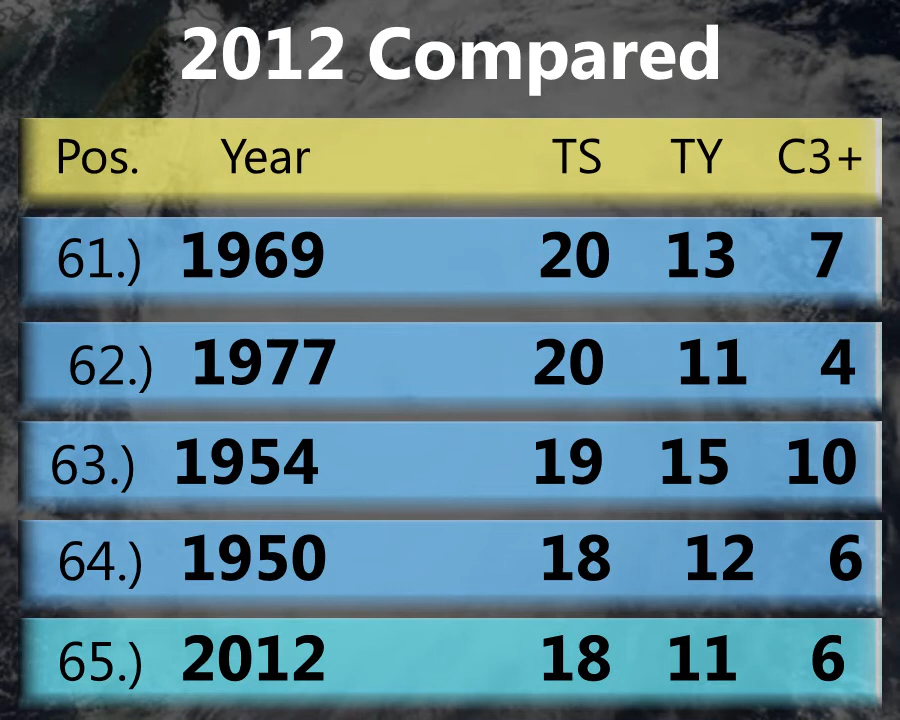 2012 Compared
Pos. Year TS TY C3+
61.) 1969 20 13 7
62.) 1977 20 11 4
63.) 1954 19 15 10
64.) 1950 18 12 6
65.) 2012 18 11 6